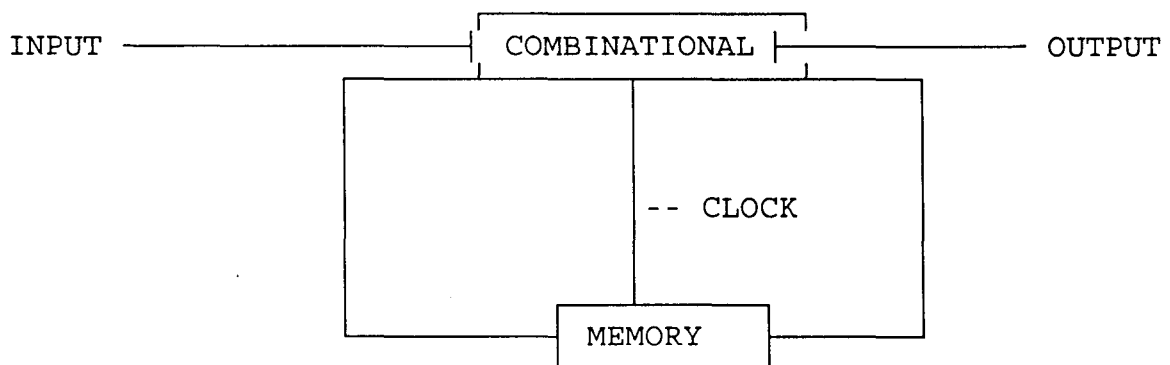 INPUT COMBINATIONAL OUTPUT
-- CLOCK
MEMORY